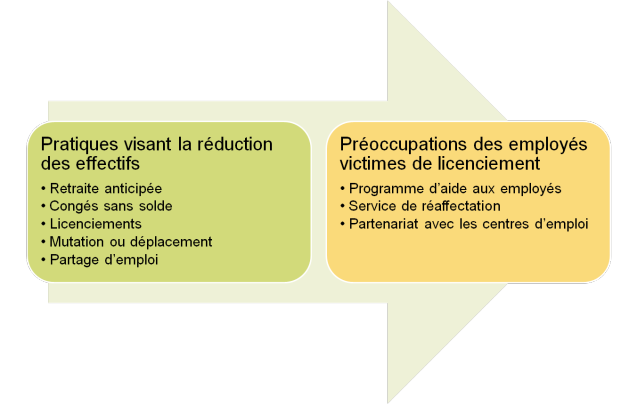 Pratiques visant la réduction
des effectifs
• Retraite anticipée
• Congés sans solde
• Licenciements
• Mutation ou déplacement
• Partage d'emploi
Préoccupations des employés
victimes de licenciement
• Programme d'aide aux employés
• Service de réaffectation
• Partenariat avec les centres d'emploi